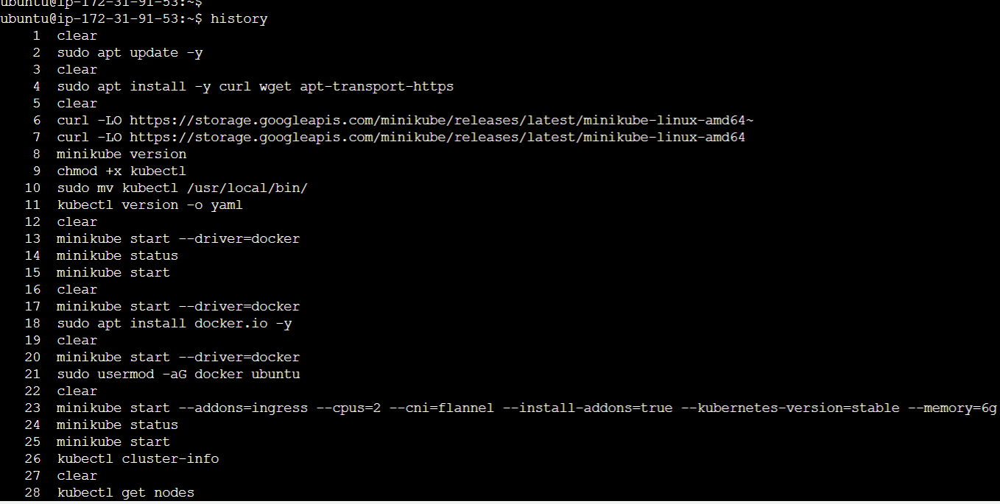 ubuntu@ip-172-31-91-53:~$
ubuntu@ip-172-31-91-53:~$ history
1 clear
2 sudo apt update -y
3 clear
4 sudo apt install -y curl wget apt-transport-https
5 clear
6 curl -LO https://storage.googleapis.com/minikube/releases/latest/minikube-linux-amd64~
7 curl -LO https://storage.googleapis.com/minikube/releases/latest/minikube-linux-amd64
8 minikube version
9 chmod +x kubectl
10 sudo mv kubectl /usr/local/bin/
11 kubectl version -o yaml
12 clear
13 minikube start --driver=docker
14 minikube status
15 minikube start
16 clear
17 minikube start --driver=docker
18 sudo apt install docker.io -y
19 clear
20 minikube start --driver=docker
21 sudo usermod -aG docker ubuntu
22 clear
23 minikube start --addons=ingress --cpus=2 --cni=flannel --install-addons=true --kubernetes-version=stable --memory=6g
24 minikube status
25 minikube start
26 kubectl cluster-info
27 clear
28 kubectl get nodes